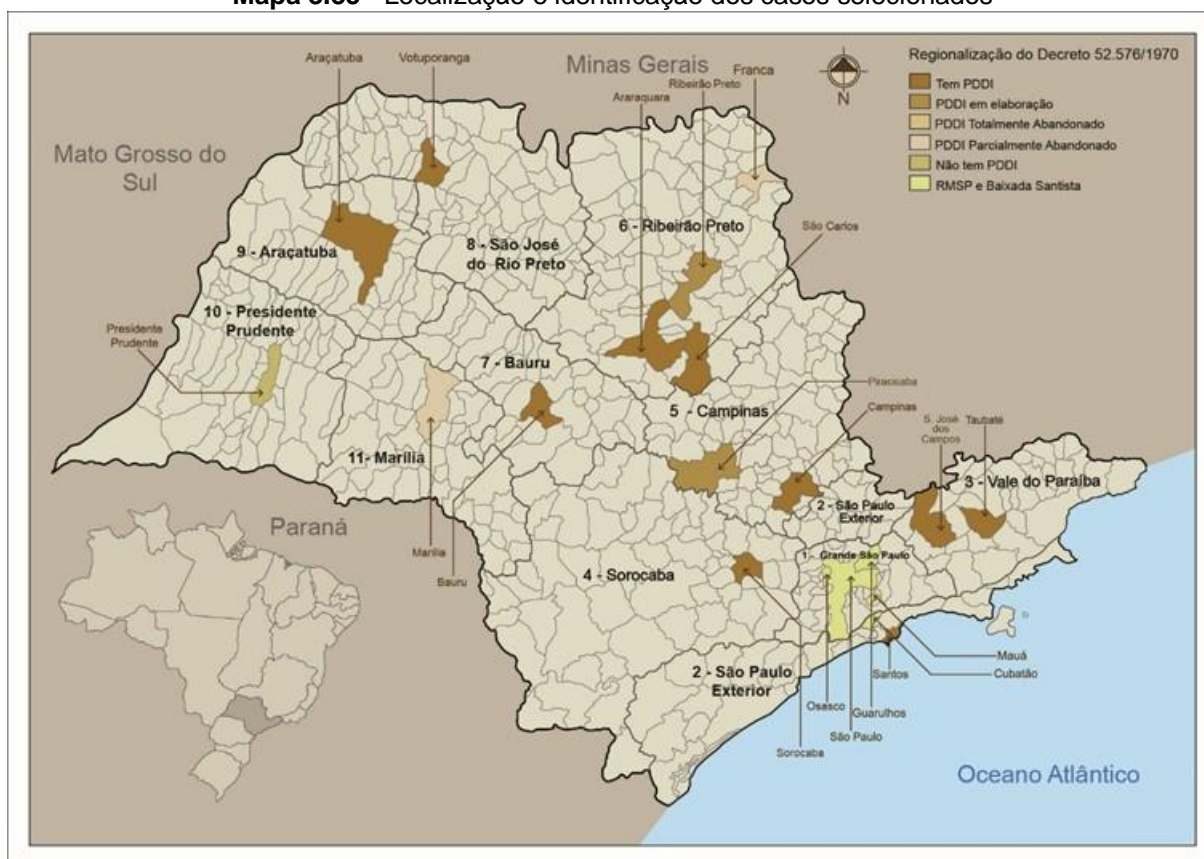 Localização e identificação dos casos selecionados
Araçatuba
Votuporanga
Minas Gerais
Franca
Ribeirão Preto
Araraquara
N
Regionalização do Decreto 52.576/1970
Tem PDDI
PDDI em elaboração
PDDI Totalmente Abandonado
PDDI Parcialmente Abandonado
Não tem PDDI
RMSP e Baixada Santista
Mato Grosso do
Sul
6 - Ribeirão Preto
São Carlos
9 - Araçatuba
8 - São José
do Rio Preto
10 - Presidente
Prudente
Presidente
Prudente
7 - Bauru
Piracicaba
5 - Campinas
Campinas
S. José
dos
Campos
Taubaté
11- Marília
3 - Vale do Paraíba
2 - São Paulo
Exterior
Paraná
Marília
Bauru
4 - Sorocaba
1 - Grande São Paulo
2 - São Paulo
Exterior
Mauá
Santos
Cubatão
Osasco
Guarulhos
São Paulo
Sorocaba
Oceano Atlântico